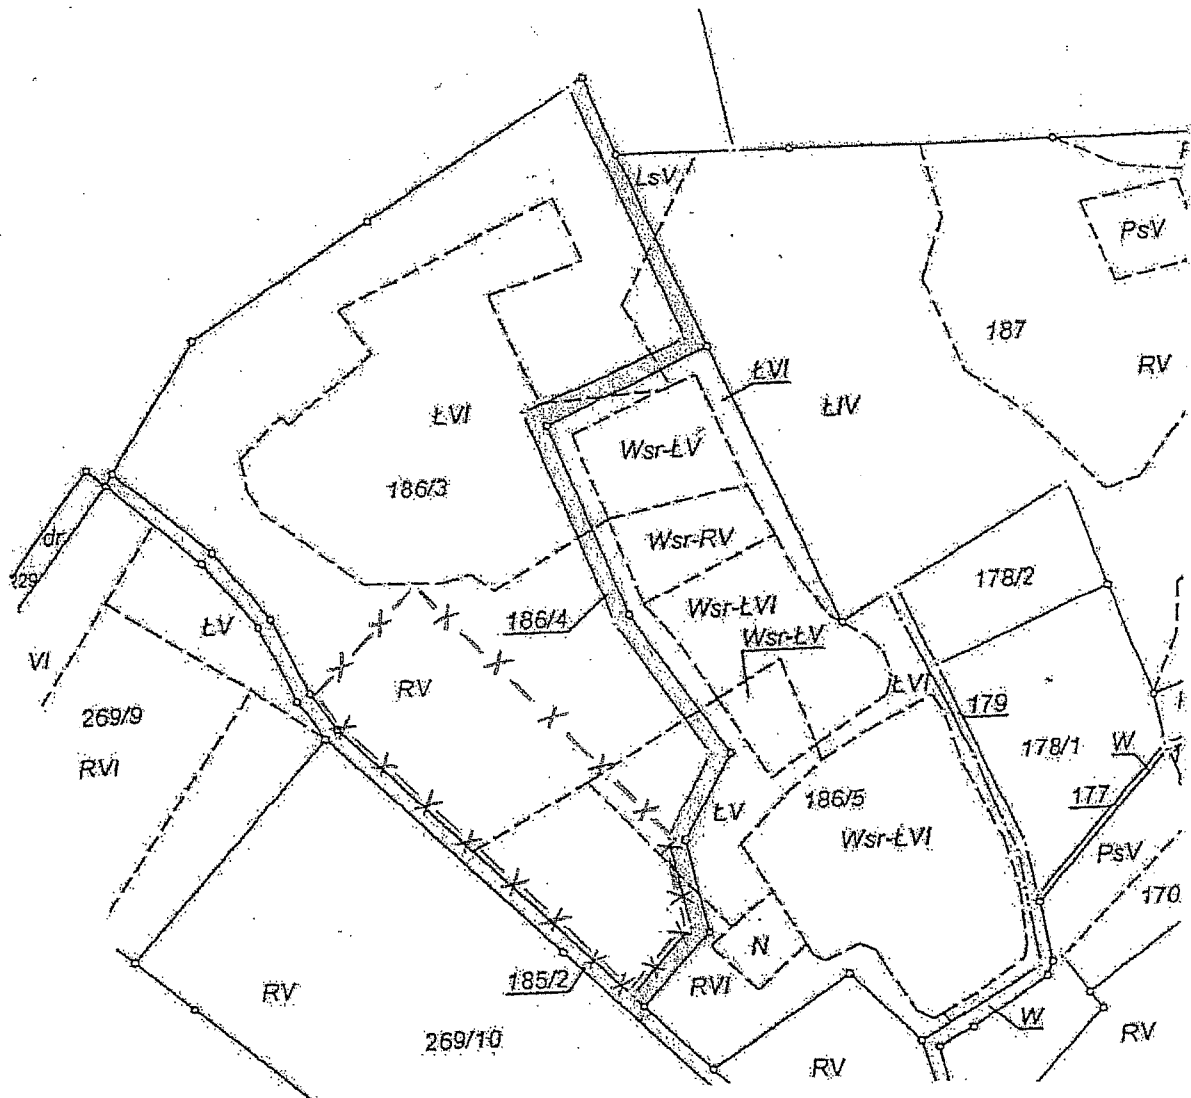 LsV
PsV
187
RV
ŁVI
ŁIV
ŁVI
Wsr-ŁV
186/3
Wsr-RV
dr
178/2
Wsr-ŁVI
186/4
ŁV
Wsr-ŁV
VI
RV
ŁVI
179
269/9
178/1
W
RVI
177
186/5
ŁV
Wsr-ŁVI
PsV
170
N
185/2
RVI
RV
W
269/10
RV
RV